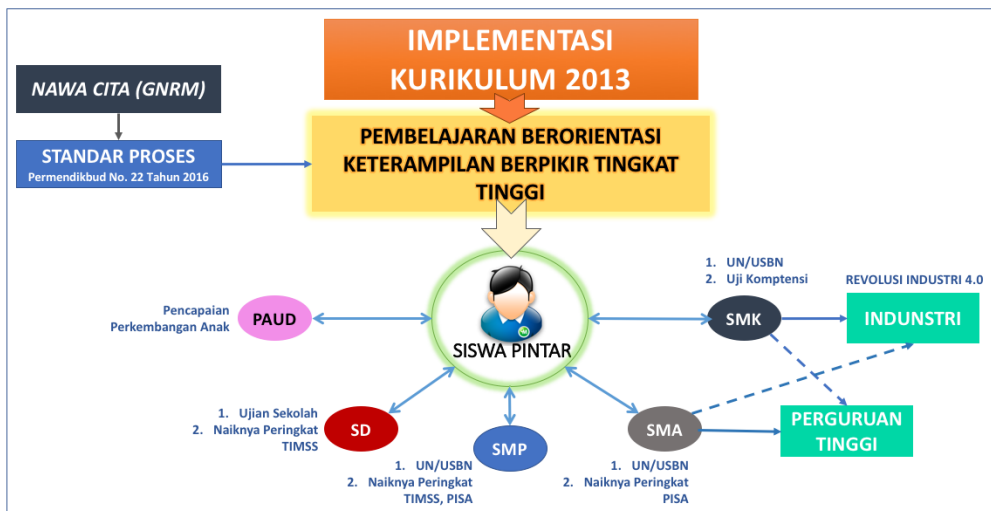 IMPLEMENTASI
KURIKULUM 2013
NAWA CITA (GNRM)
STANDAR PROSES
Permendikbud No. 22 Tahun 2016
PEMBELAJARAN BERORIENTASI
KETERAMPILAN BERPIKIR TINGKAT
TINGGI
Pencapaian
Perkembangan Anak
PAUD
SISWA PINTAR
1. UN/USBN
2. Uji Komptensi
SMK
REVOLUSI INDUSTRI 4.0
INDUNSTRI
1. Ujian Sekolah
2. Naiknya Peringkat
TIMSS
SD
SMP
1. UN/USBN
2. Naiknya Peringkat
TIMSS, PISA
SMA
1. UN/USBN
2. Naiknya Peringkat
PISA
PERGURUAN
TINGGI